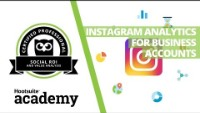 CERTIFIED PROFESSIONAL
SOCIAL ROI
Hootsuite
academy
INSTAGRAM ANALYTICS
FOR BUSINESS
ACCOUNTS